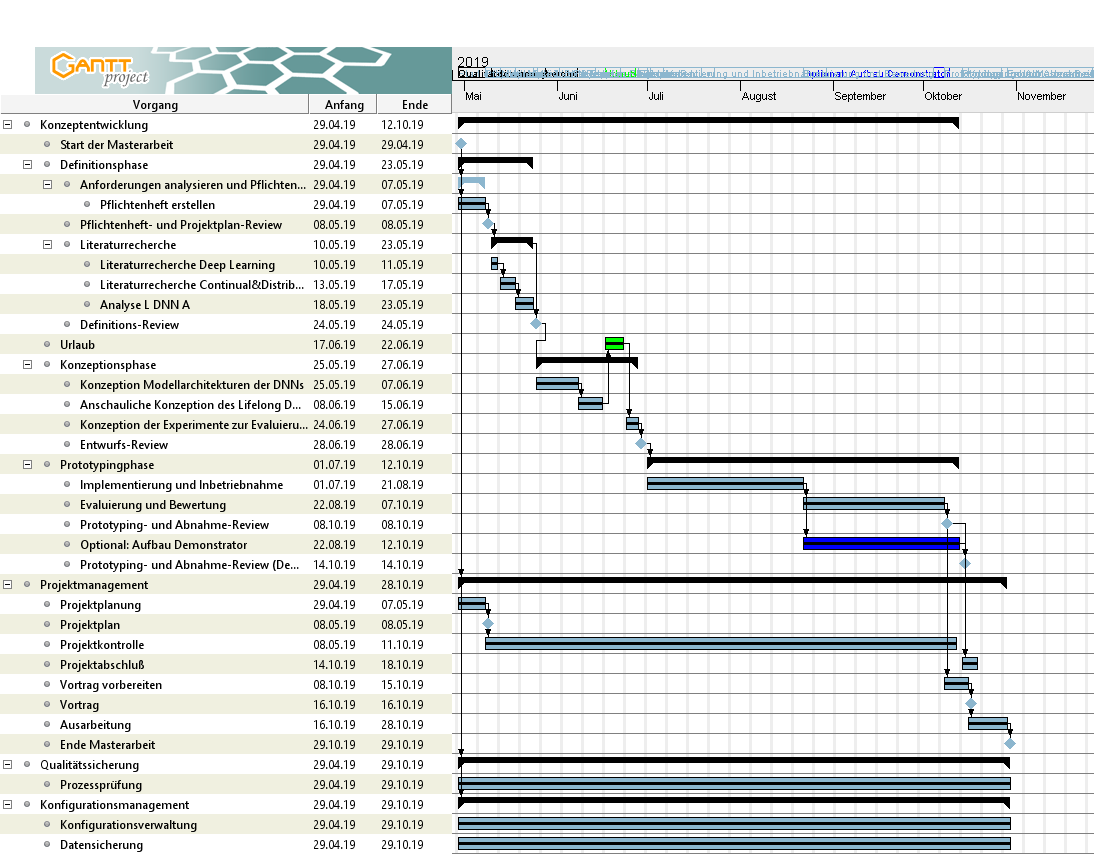 GANTT
project
2019
Vorgang Anfang Ende
Mai Juni Juli August September Oktober November
Konzeptentwicklung 29.04.19 12.10.19
Start der Masterarbeit 29.04.19 29.04.19
Definitionsphase 29.04.19 23.05.19
Anforderungen analysieren und Pflichten... 29.04.19 07.05.19
Pflichtenheft erstellen 29.04.19 07.05.19
Pflichtenheft- und Projektplan-Review 08.05.19 08.05.19
Literaturrecherche 10.05.19 23.05.19
Literaturrecherche Deep Learning 10.05.19 11.05.19
Literaturrecherche Continual&Distrib... 13.05.19 17.05.19
Analyse L DNN A 18.05.19 23.05.19
Definitions-Review 24.05.19 24.05.19
Urlaub 17.06.19 22.06.19
Konzeptionsphase 25.05.19 27.06.19
Konzeption Modellarchitekturen der DNNs 25.05.19 07.06.19
Anschauliche Konzeption des Lifelong D... 08.06.19 15.06.19
Konzeption der Experimente zur Evaluieru... 24.06.19 27.06.19
Entwurfs-Review 28.06.19 28.06.19
Prototypingphase 01.07.19 12.10.19
Implementierung und Inbetriebnahme 01.07.19 21.08.19
Evaluierung und Bewertung 22.08.19 07.10.19
Prototyping- und Abnahme-Review 08.10.19 08.10.19
Optional: Aufbau Demonstrator 22.08.19 12.10.19
Prototyping- und Abnahme-Review (De... 14.10.19 14.10.19
Projektmanagement 29.04.19 28.10.19
Projektplanung 29.04.19 07.05.19
Projektplan 08.05.19 08.05.19
Projektkontrolle 08.05.19 11.10.19
Projektabschluß 14.10.19 18.10.19
Vortrag vorbereiten 08.10.19 15.10.19
Vortrag 16.10.19 16.10.19
Ausarbeitung 16.10.19 28.10.19
Ende Masterarbeit 29.10.19 29.10.19
Qualitätssicherung 29.04.19 29.10.19
Prozessprüfung 29.04.19 29.10.19
Konfigurationsmanagement 29.04.19 29.10.19
Konfigurationsverwaltung 29.04.19 29.10.19
Datensicherung 29.04.19 29.10.19